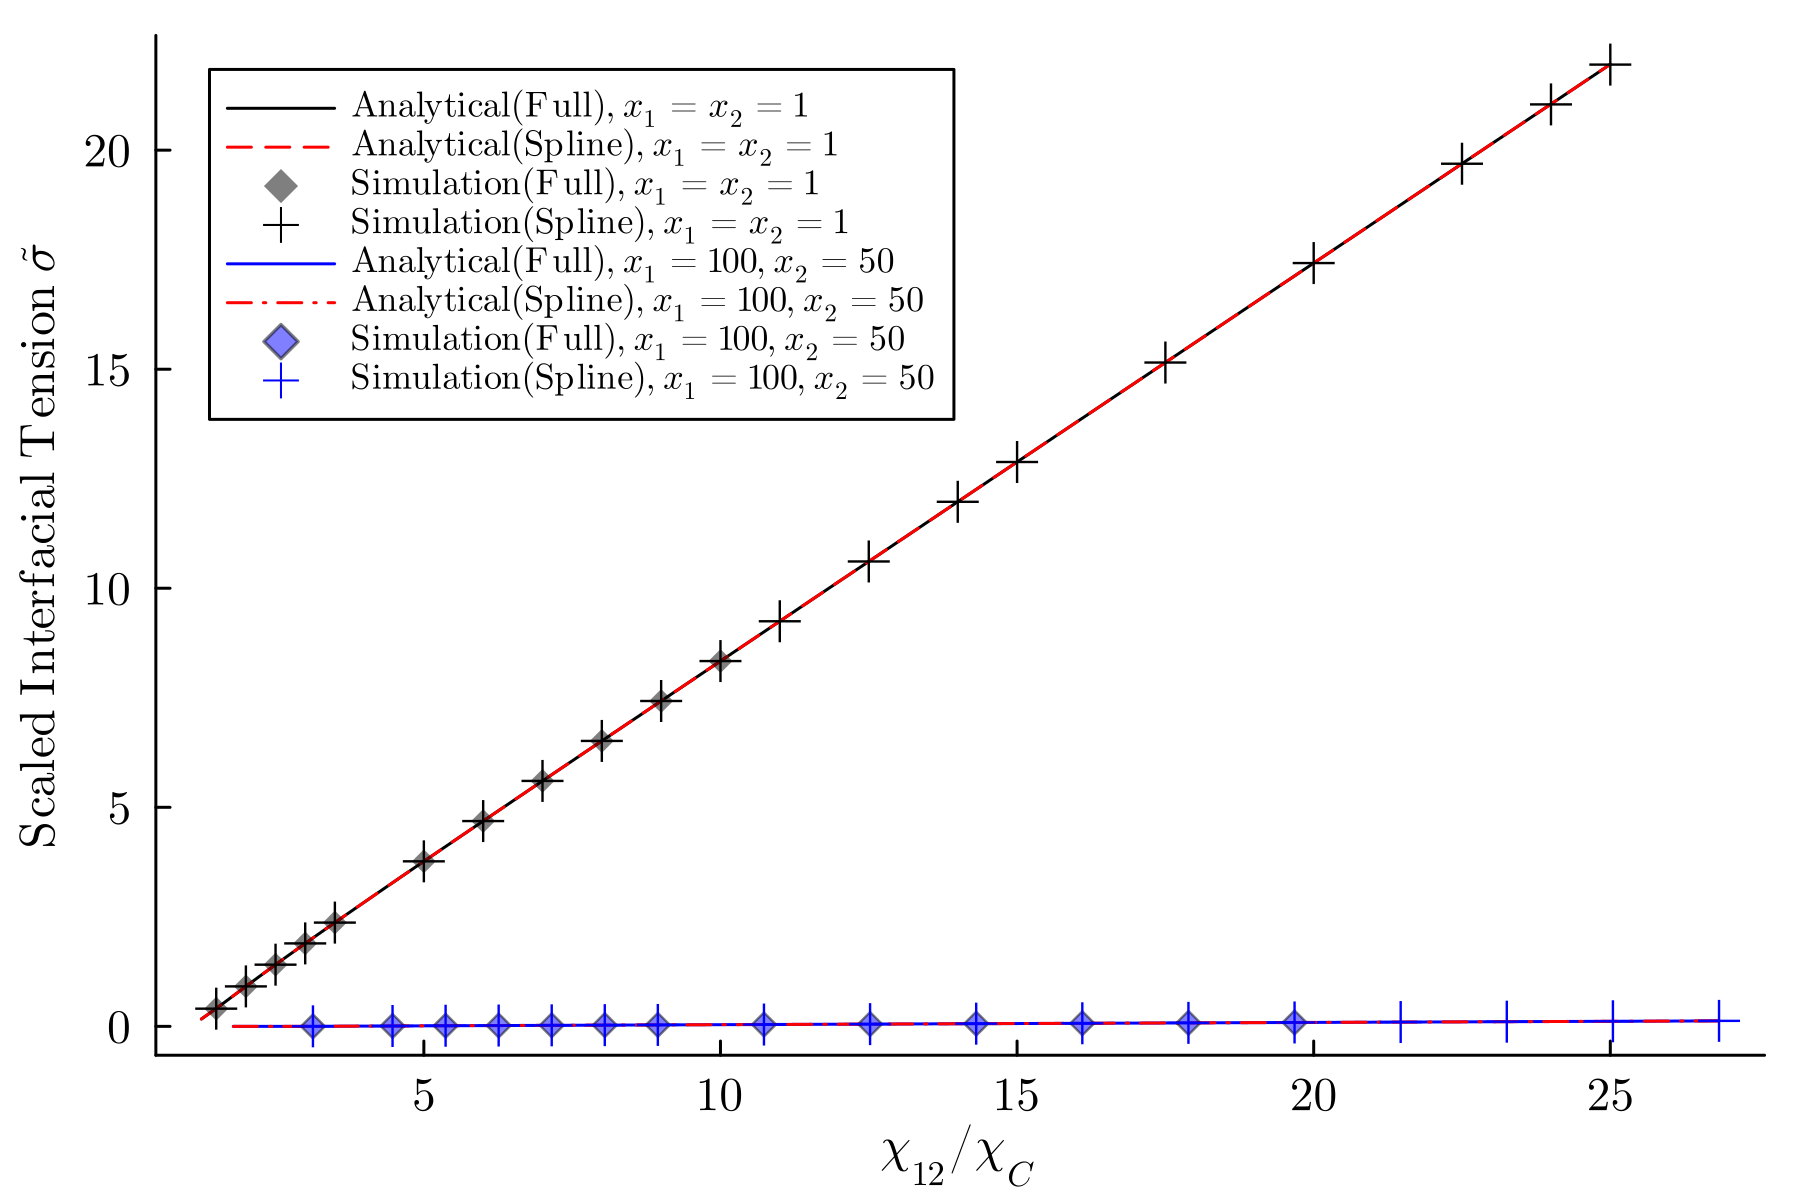 Analytical(Full), x₁ = x₂ = 1
Analytical(Spline), x₁ = x₂ = 1
Simulation(Full), x₁ = x₂ = 1
Simulation(Spline), x₁ = x₂ = 1
Analytical(Full), x₁ = 100, x₂ = 50
Analytical(Spline), x₁ = 100, x₂ = 50
Simulation(Full), x₁ = 100, x₂ = 50
Simulation(Spline), x₁ = 100, x₂ = 50
Scaled Interfacial Tension σ̃
20
15
10
5
0
5 10 15 20 25
χ₁₂/χ_C